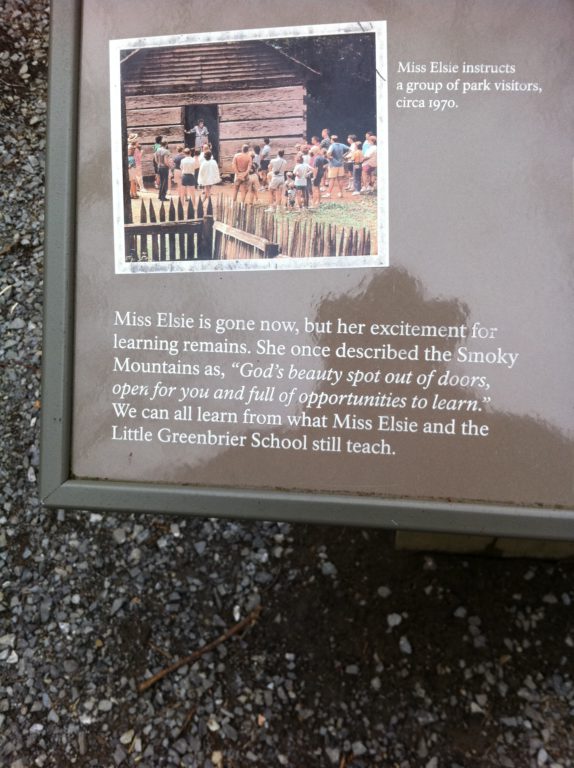 Miss Elsie instructs
a group of park visitors,
circa 1970.
Miss Elsie is gone now, but her excitement for
learning remains. She once described the Smoky
Mountains as, “God’s beauty spot out of doors,
open for you and full of opportunities to learn.”
We can all learn from what Miss Elsie and the
Little Greenbrier School still teach.